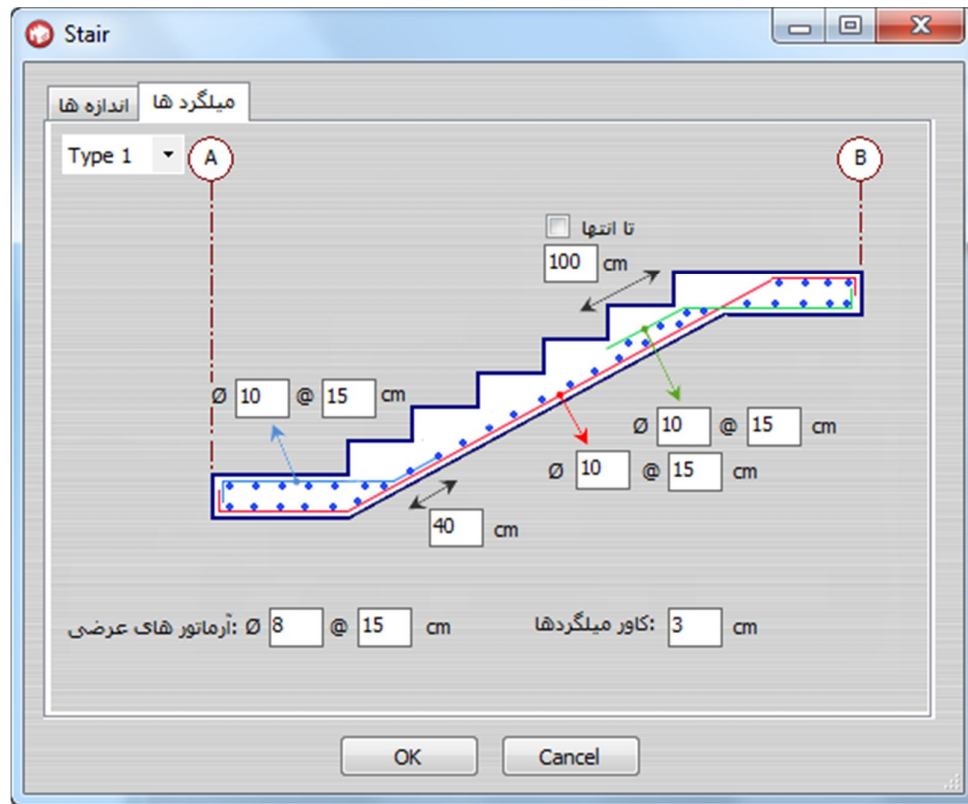 Stair
میلگرد ها
اندازه ها
Type 1
A
B
تا انتها
100 cm
Ø 10 @ 15 cm
Ø 10 @ 15 cm
Ø 10 @ 15 cm
40 cm
آرماتور های عرضی: Ø 8 @ 15 cm
کاور میلگردها: 3 cm
OK
Cancel